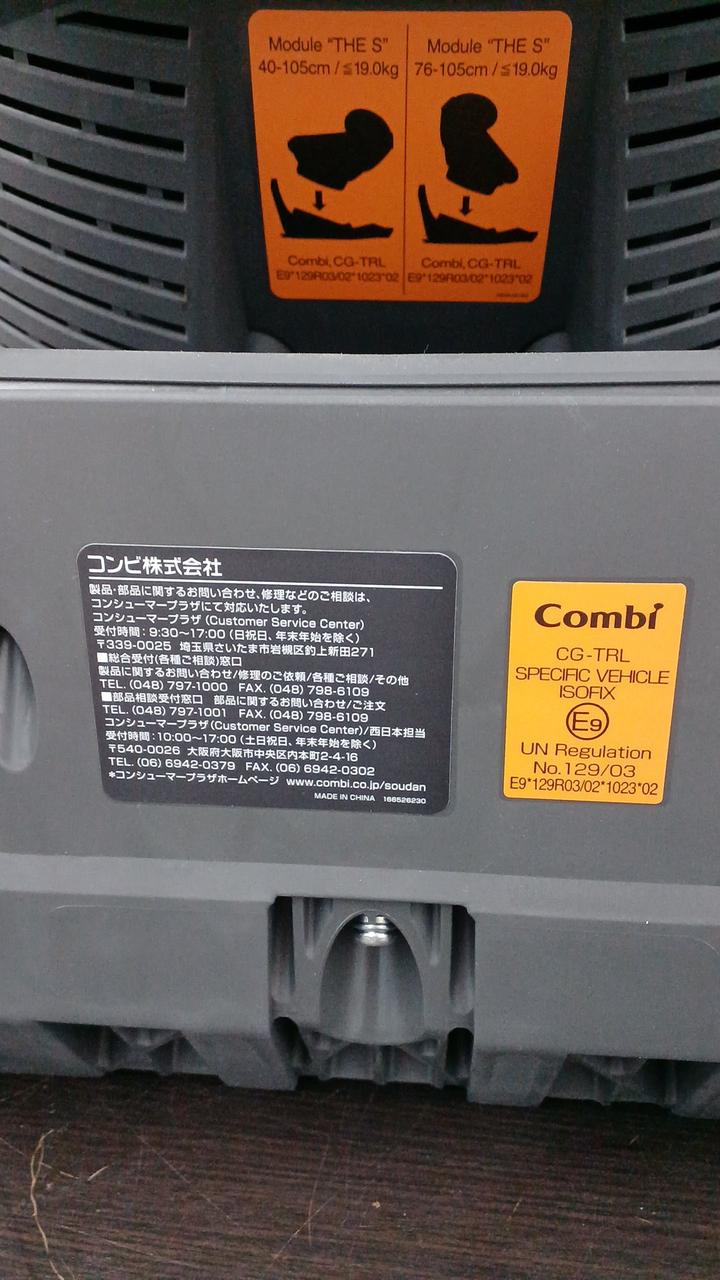 Module "THE S"
40-105cm / ≦19.0kg
Combi, CG-TRL
E9*129R03/02*1023*02
Module "THE S"
76-105cm / ≦19.0kg
Combi, CG-TRL
E9*129R03/02*1023*02
コンビ株式会社
製品・部品に関するお問い合わせ、修理などのご相談は、
コンシューマープラザにて対応いたします。
コンシューマープラザ (Customer Service Center)
受付時間：9:30～17:00 (日祝日、年末年始を除く)
〒339-0025 埼玉県さいたま市岩槻区釣上新田271
■総合受付(各種ご相談)窓口
製品に関するお問い合わせ/修理のご依頼/各種ご相談/その他
TEL. (048) 797-1000 FAX. (048) 798-6109
■部品相談受付窓口 部品に関するお問い合わせ/ご注文
TEL. (048) 797-1001 FAX. (048) 798-6109
コンシューマープラザ(Customer Service Center)/西日本担当
受付時間：10:00～17:00 (土日祝日、年末年始を除く)
〒540-0026 大阪府大阪市中央区内本町2-4-16
TEL. (06) 6942-0379 FAX. (06) 6942-0302
*コンシューマープラザホームページ www.combi.co.jp/soudan
MADE IN CHINA 166526230
Combi
CG-TRL
SPECIFIC VEHICLE
ISOFIX
E9
UN Regulation
No.129/03
E9*129R03/02*1023*02